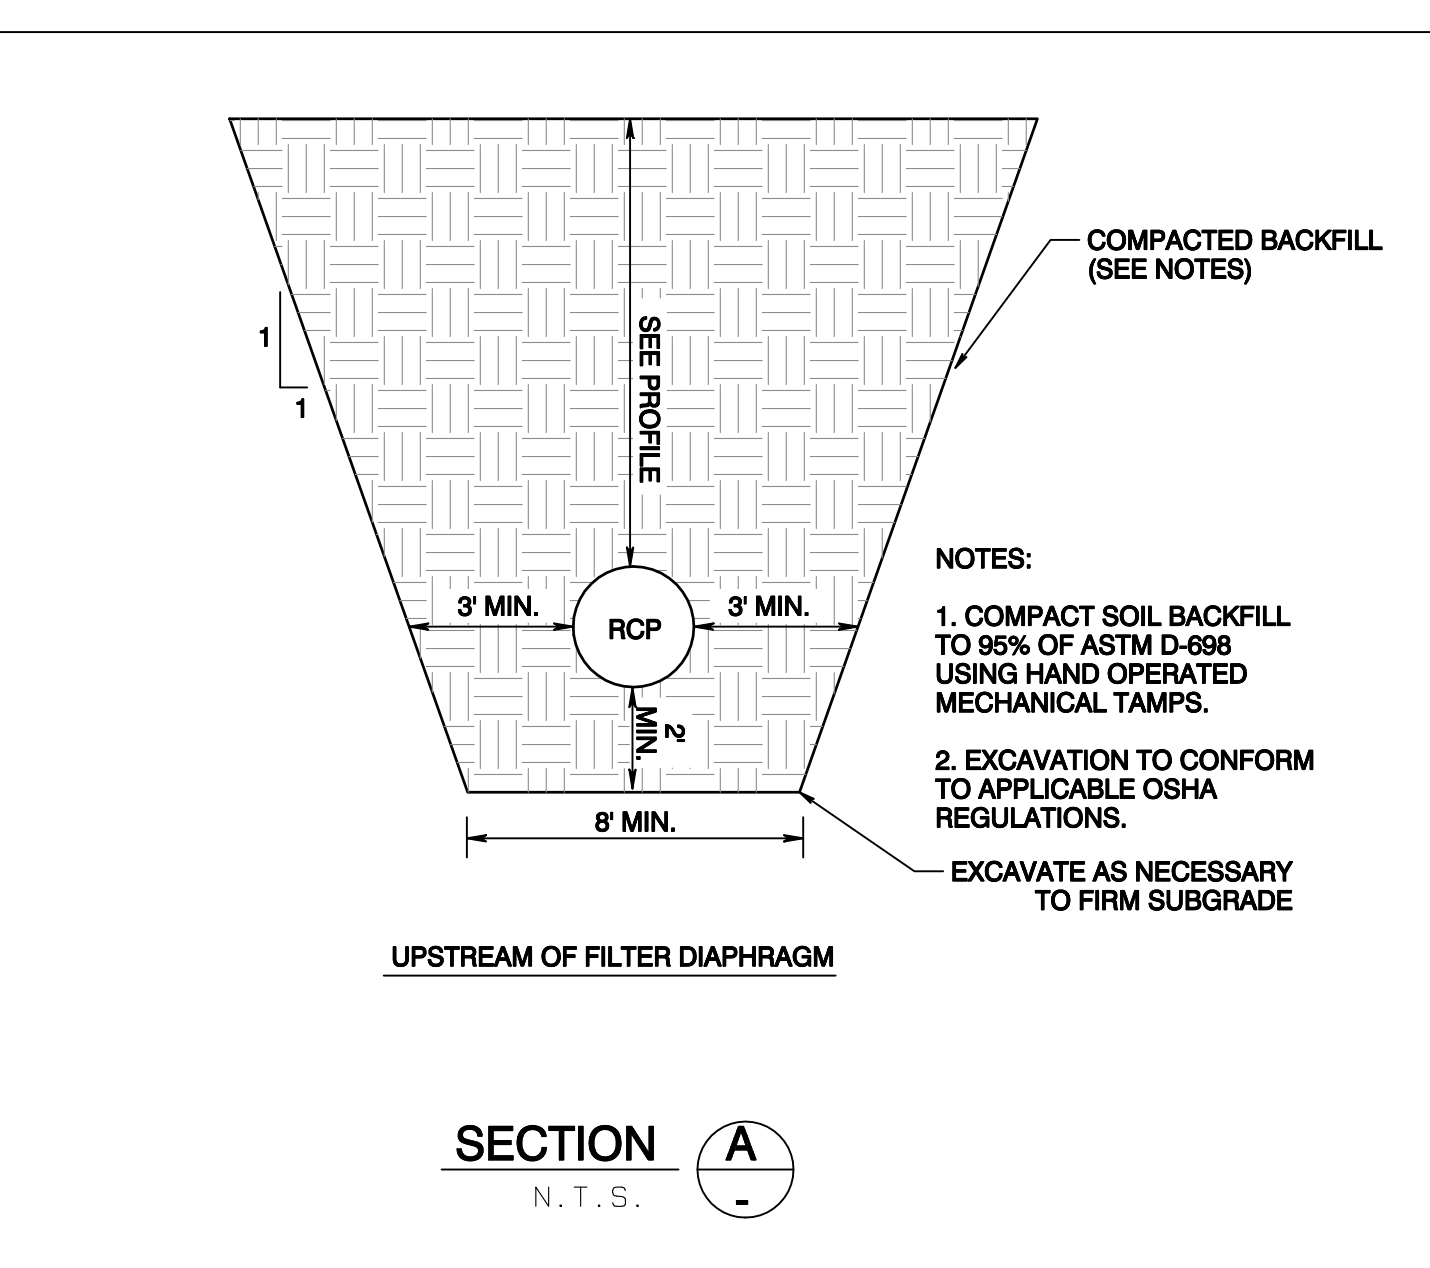 COMPACTED BACKFILL
(SEE NOTES)
1
1
SEE PROFILE
3' MIN.
RCP
3' MIN.
2'
MIN.
8' MIN.
NOTES:
1. COMPACT SOIL BACKFILL
TO 95% OF ASTM D-698
USING HAND OPERATED
MECHANICAL TAMPS.
2. EXCAVATION TO CONFORM
TO APPLICABLE OSHA
REGULATIONS.
EXCAVATE AS NECESSARY
TO FIRM SUBGRADE
UPSTREAM OF FILTER DIAPHRAGM
SECTION
N.T.S.
A
-